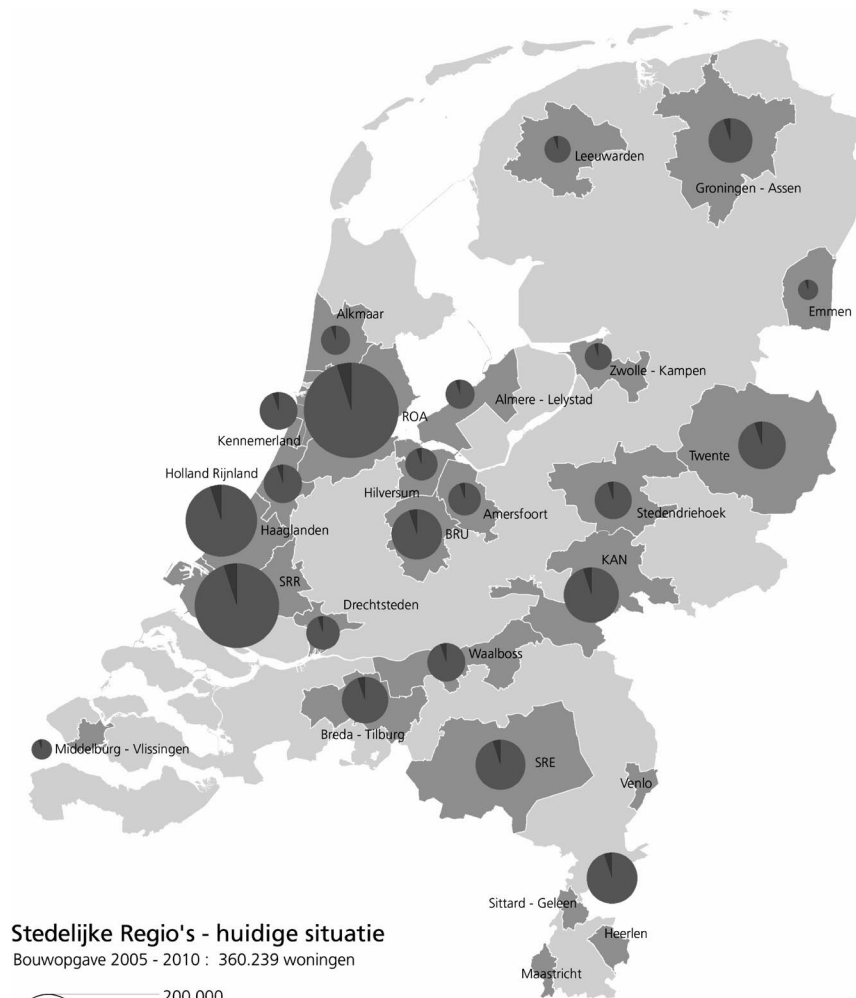 Leeuwarden
Groningen - Assen
Emmen
Alkmaar
Zwolle - Kampen
Almere - Lelystad
ROA
Kennemerland
Twente
Holland Rijnland
Hilversum
Amersfoort
Stedendriehoek
Haaglanden
BRU
KAN
SRR
Drechtsteden
Waalboss
Breda - Tilburg
Middelburg - Vlissingen
SRE
Venlo
Sittard - Geleen
Heerlen
Maastricht
Stedelijke Regio's - huidige situatie
Bouwopgave 2005 - 2010 : 360.239 woningen
200.000